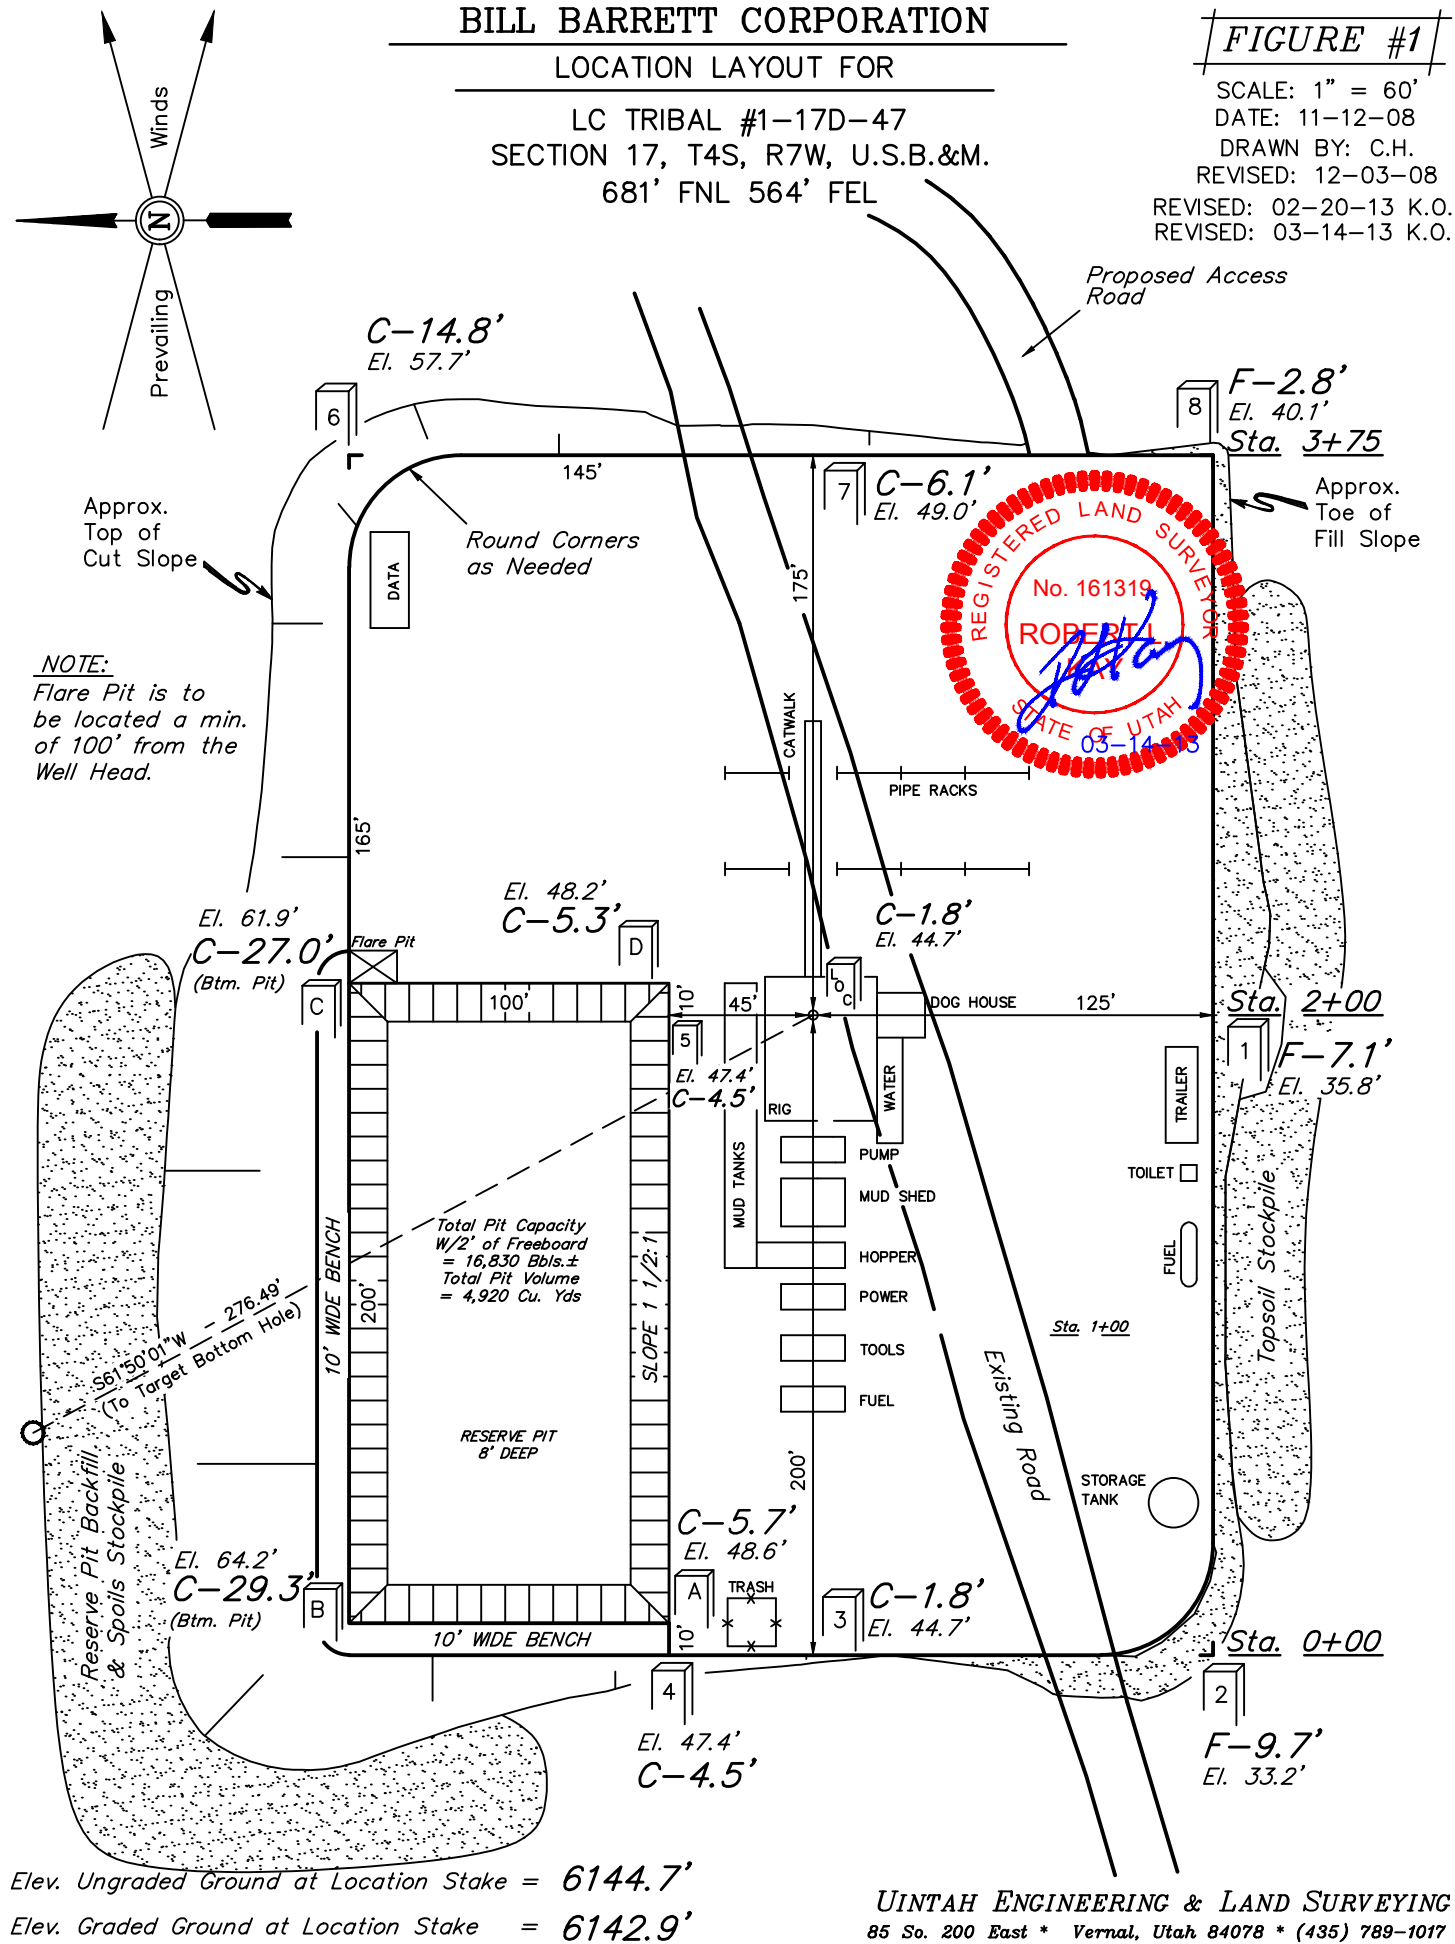 BILL BARRETT CORPORATION
LOCATION LAYOUT FOR
LC TRIBAL #1-17D-47
SECTION 17, T4S, R7W, U.S.B.&M.
681' FNL 564' FEL
FIGURE #1
SCALE: 1" = 60'
DATE: 11-12-08
DRAWN BY: C.H.
REVISED: 12-03-08
REVISED: 02-20-13 K.O.
REVISED: 03-14-13 K.O.
Winds
N
Prevailing
Proposed Access
Road
C-14.8'
El. 57.7'
6
F-2.8'
El. 40.1'
8
Sta. 3+75
145'
7
C-6.1'
El. 49.0'
Approx.
Top of
Cut Slope
Round Corners
as Needed
DATA
175'
Approx.
Toe of
Fill Slope
REGISTERED LAND SURVEYOR
No. 161319
ROBERT L.
KAY
STATE OF UTAH
03-14-13
NOTE:
Flare Pit is to
be located a min.
of 100' from the
Well Head.
CATWALK
PIPE RACKS
165'
El. 48.2'
C-5.3'
D
El. 61.9'
C-27.0'
(Btm. Pit)
Flare Pit
C
C-1.8'
El. 44.7'
LOC
100'
10'
45'
DOG HOUSE
125'
Sta. 2+00
5
El. 47.4'
C-4.5'
1
F-7.1'
El. 35.8'
RIG
WATER
TRAILER
MUD TANKS
PUMP
TOILET
MUD SHED
Total Pit Capacity
W/2' of Freeboard
= 16,830 Bbls.±
Total Pit Volume
= 4,920 Cu. Yds
HOPPER
FUEL
POWER
TOOLS
FUEL
Sta. 1+00
Topsoil Stockpile
10' WIDE BENCH
200'
SLOPE 1 1/2:1
S61°50'01"W - 276.49'
(To Target Bottom Hole)
Existing Road
RESERVE PIT
8' DEEP
200'
STORAGE
TANK
Reserve Pit Backfill
& Spoils Stockpile
C-5.7'
El. 48.6'
A
TRASH
El. 64.2'
C-29.3'
(Btm. Pit)
B
3
C-1.8'
El. 44.7'
10' WIDE BENCH
10'
Sta. 0+00
4
2
El. 47.4'
C-4.5'
F-9.7'
El. 33.2'
Elev. Ungraded Ground at Location Stake = 6144.7'
Elev. Graded Ground at Location Stake = 6142.9'
UINTAH ENGINEERING & LAND SURVEYING
85 So. 200 East * Vernal, Utah 84078 * (435) 789-1017